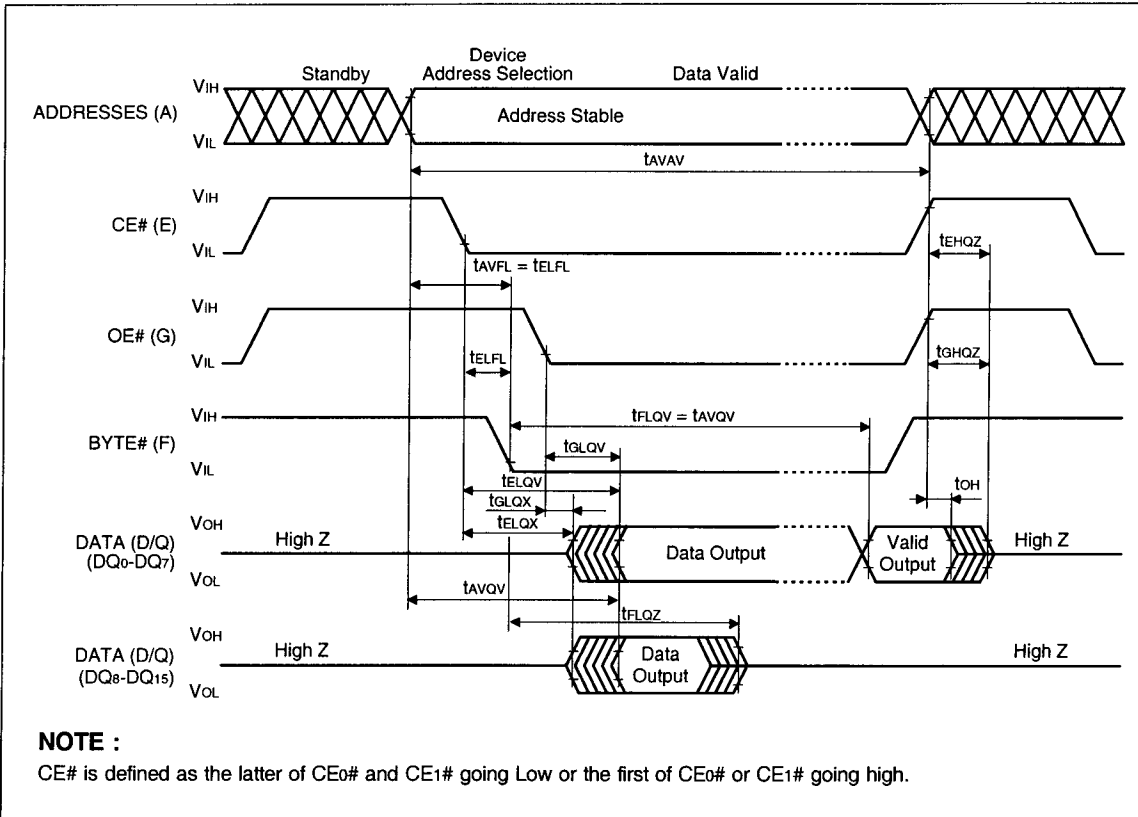 Device
Standby Address Selection Data Valid
VIH
ADDRESSES (A) Address Stable
VIL
tAVAV
VIH
CE# (E)
VIL
tEHQZ
tAVFL = tELFL
VIH
OE# (G)
VIL
tELFL
tGHQZ
VIH
BYTE# (F)
VIL
tFLQV = tAVQV
tGLQV
tELQV
tGLQX
tOH
tELQX
VOH
DATA (D/Q) High Z Data Output Valid High Z
(DQ0-DQ7) Output
VOL
tAVQV
tFLQZ
VOH
DATA (D/Q) High Z Data High Z
(DQ8-DQ15) Output
VOL
NOTE :
CE# is defined as the latter of CE0# and CE1# going Low or the first of CE0# or CE1# going high.